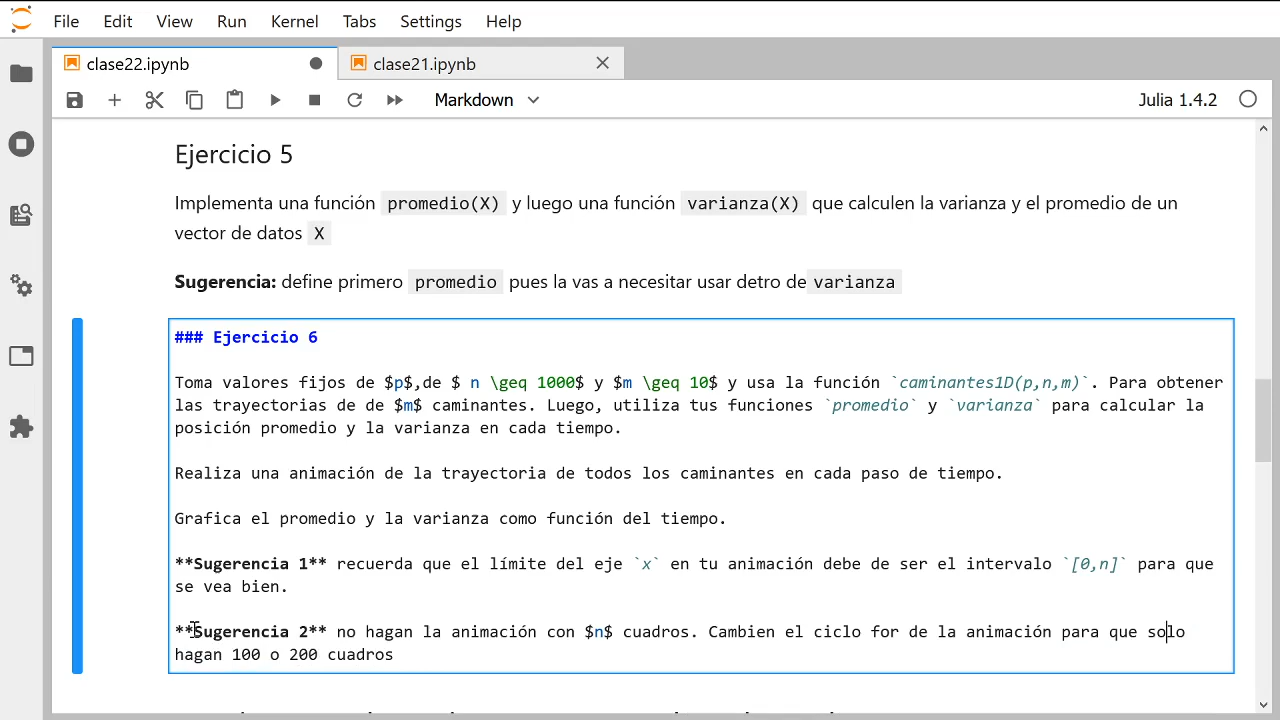 File Edit View Run Kernel Tabs Settings Help
clase22.ipynb clase21.ipynb
Markdown Julia 1.4.2
Ejercicio 5
Implementa una función promedio(X) y luego una función varianza(X) que calculen la varianza y el promedio de un
vector de datos X
Sugerencia: define primero promedio pues la vas a necesitar usar detro de varianza
### Ejercicio 6
Toma valores fijos de $p$,de $ n \geq 1000$ y $m \geq 10$ y usa la función `caminantes1D(p,n,m)`. Para obtener
las trayectorias de de $m$ caminantes. Luego, utiliza tus funciones `promedio` y `varianza` para calcular la
posición promedio y la varianza en cada tiempo.
Realiza una animación de la trayectoria de todos los caminantes en cada paso de tiempo.
Grafica el promedio y la varianza como función del tiempo.
**Sugerencia 1** recuerda que el límite del eje `x` en tu animación debe de ser el intervalo `[0,n]` para que
se vea bien.
**Sugerencia 2** no hagan la animación con $n$ cuadros. Cambien el ciclo for de la animación para que solo
hagan 100 o 200 cuadros